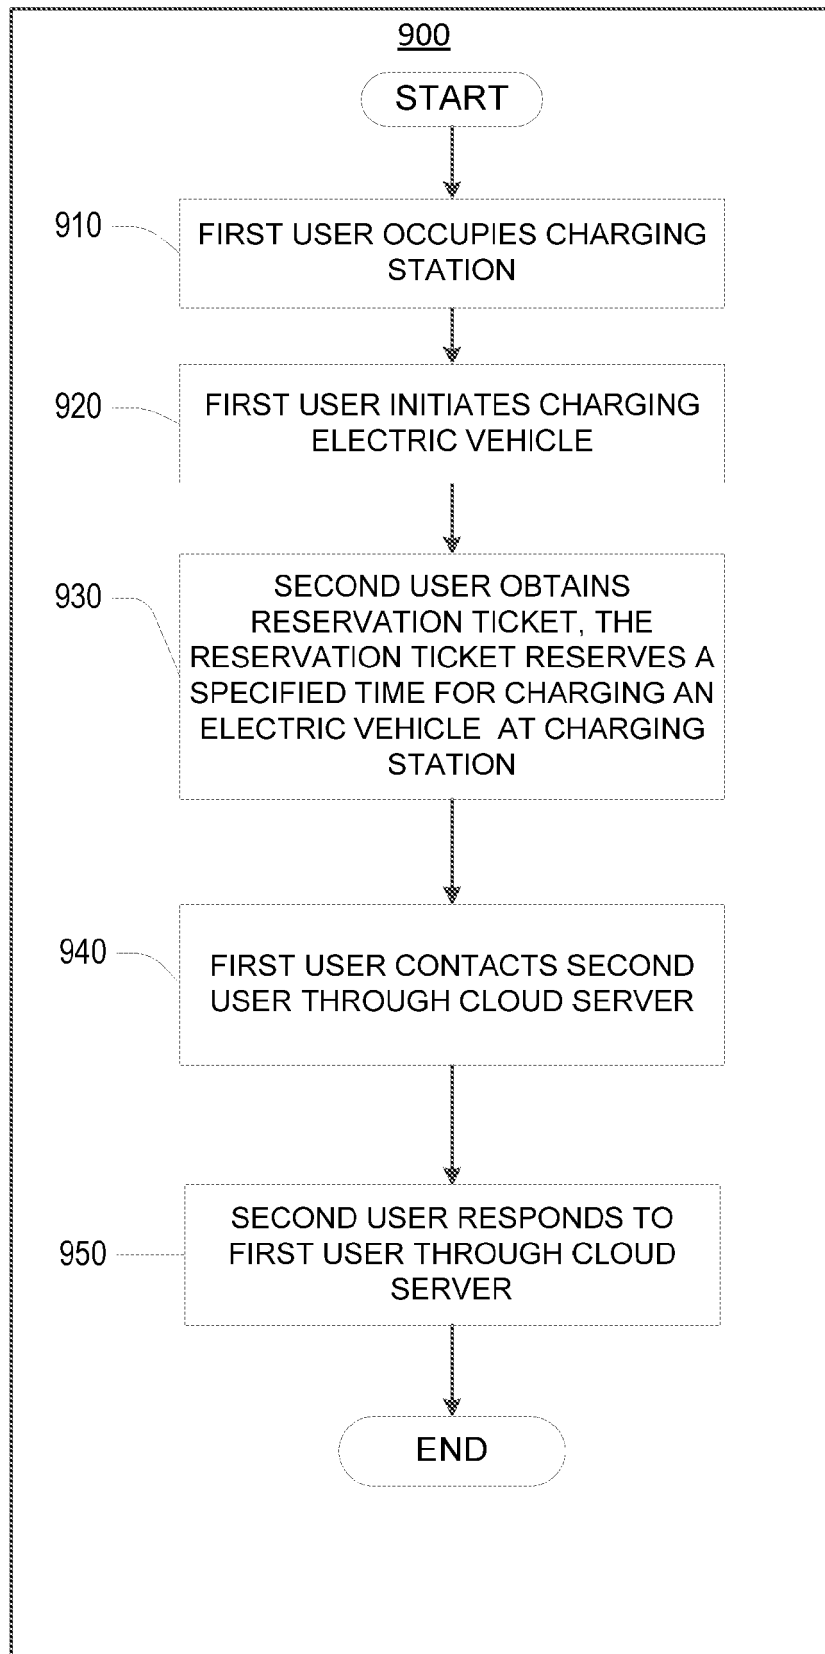 900
START
910
FIRST USER OCCUPIES CHARGING
STATION
920
FIRST USER INITIATES CHARGING
ELECTRIC VEHICLE
930
SECOND USER OBTAINS
RESERVATION TICKET, THE
RESERVATION TICKET RESERVES A
SPECIFIED TIME FOR CHARGING AN
ELECTRIC VEHICLE AT CHARGING
STATION
940
FIRST USER CONTACTS SECOND
USER THROUGH CLOUD SERVER
950
SECOND USER RESPONDS TO
FIRST USER THROUGH CLOUD
SERVER
END